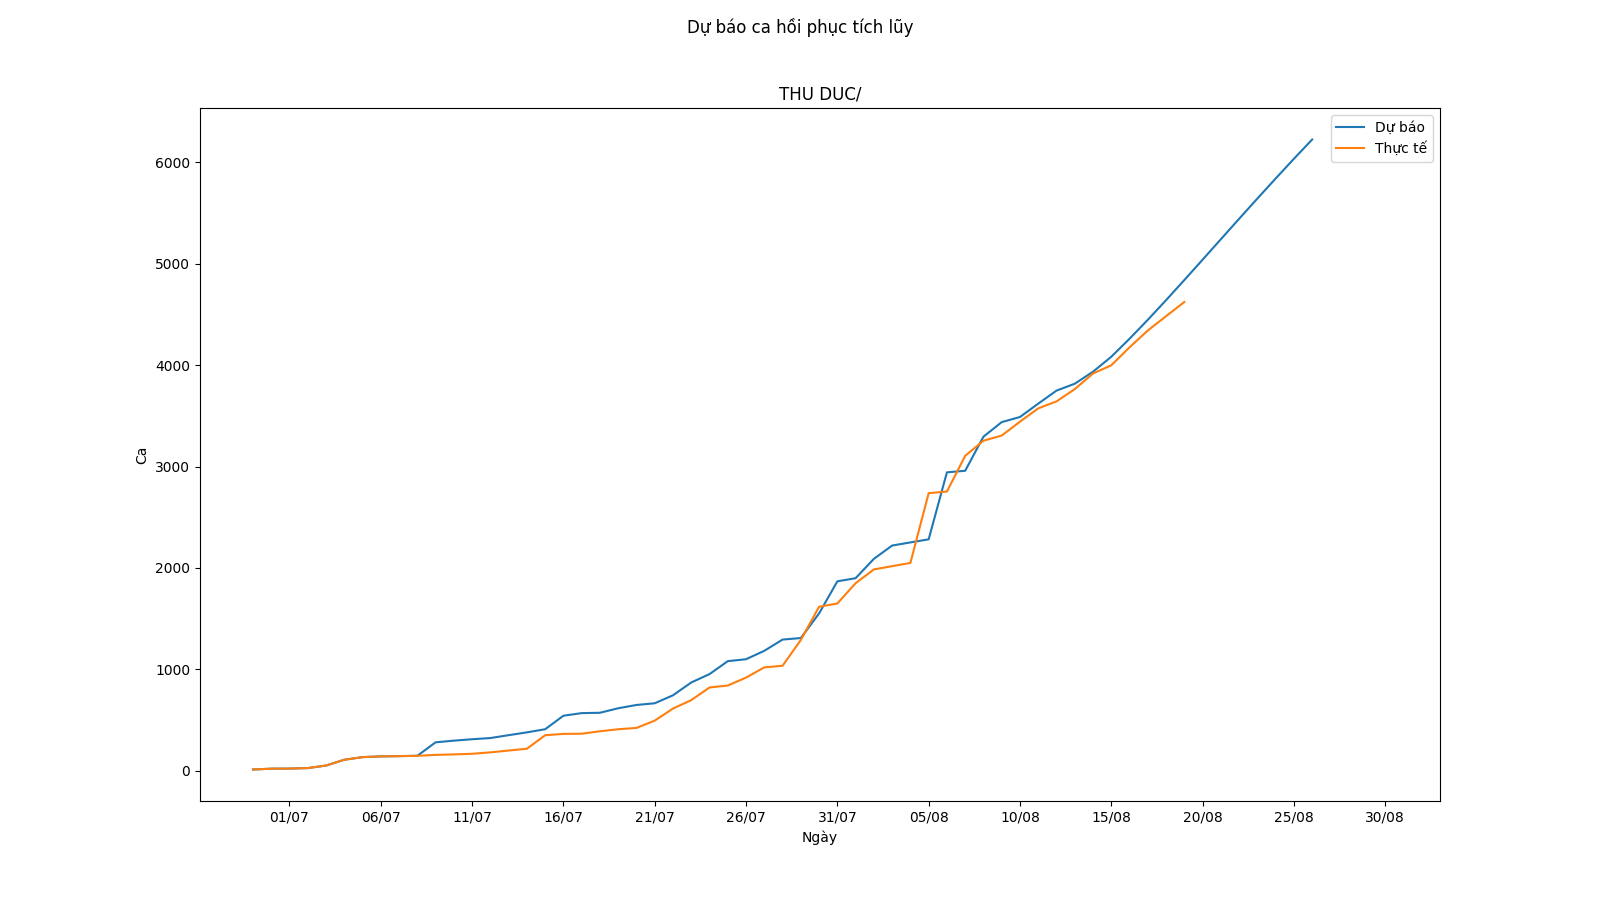 Dự báo ca hồi phục tích lũy
THU DUC/
Dự báo
Thực tế
6000
5000
4000
3000
2000
1000
0
Ca
01/07 06/07 11/07 16/07 21/07 26/07 31/07 05/08 10/08 15/08 20/08 25/08 30/08
Ngày